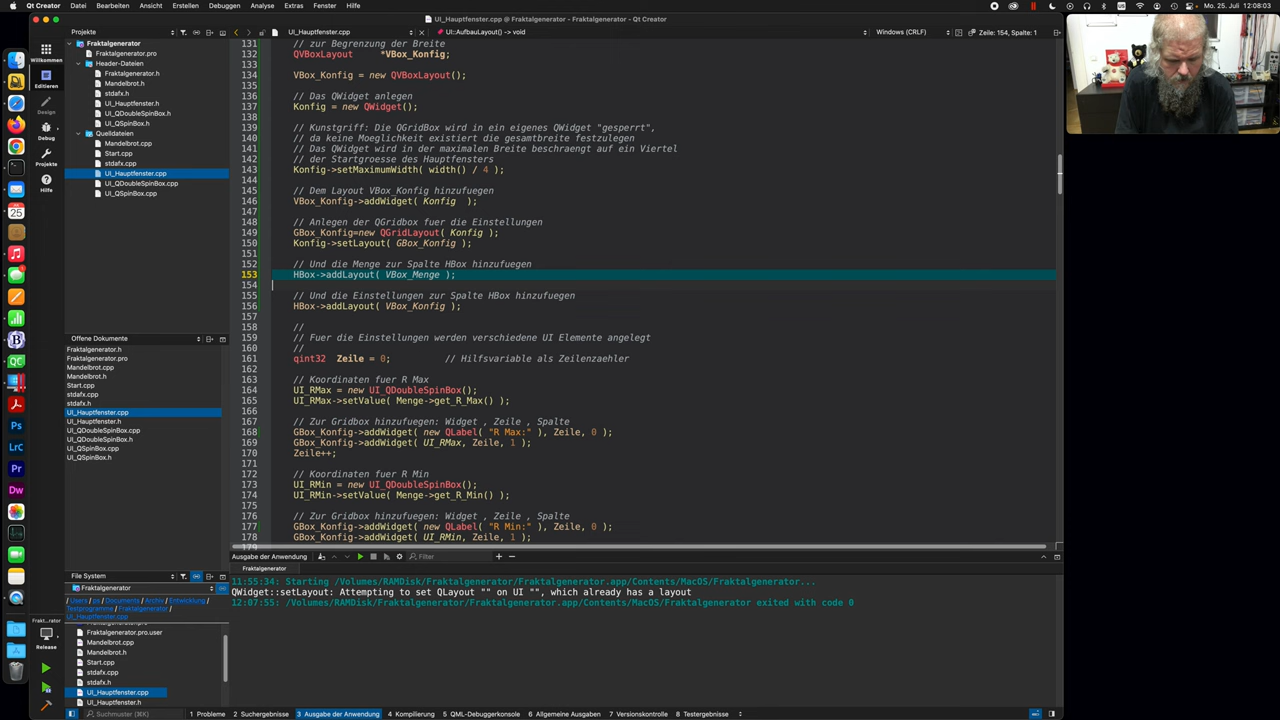 Qt Creator Datei Bearbeiten Ansicht Erstellen Debuggen Analyse Extras Fenster Hilfe
Mo. 25. Juli 12:08:03
UI_Hauptfenster.cpp @ Fraktalgenerator - Fraktalgenerator - Qt Creator
Projekte
UI_Hauptfenster.cpp
UI::AufbauLayout() -> void
Windows (CRLF)
Zeile: 154, Spalte: 1
Willkommen
Editieren
Design
Debug
Projekte
Hilfe
Fraktalgenerator
Fraktalgenerator.pro
Header-Dateien
Fraktalgenerator.h
Mandelbrot.h
stdafx.h
UI_Hauptfenster.h
UI_QDoubleSpinBox.h
UI_QSpinBox.h
Quelldateien
Mandelbrot.cpp
Start.cpp
stdafx.cpp
UI_Hauptfenster.cpp
UI_QDoubleSpinBox.cpp
UI_QSpinBox.cpp
Offene Dokumente
Fraktalgenerator.h
Fraktalgenerator.pro
Mandelbrot.cpp
Mandelbrot.h
Start.cpp
stdafx.cpp
stdafx.h
UI_Hauptfenster.cpp
UI_Hauptfenster.h
UI_QDoubleSpinBox.cpp
UI_QDoubleSpinBox.h
UI_QSpinBox.cpp
UI_QSpinBox.h
File System
Fraktalgenerator
/ Users / ps / Documents / Archiv / Entwicklung /
Testprogramme / Fraktalgenerator /
UI_Hauptfenster.cpp
Fraktalgenerator.pro.user
Mandelbrot.cpp
Mandelbrot.h
Start.cpp
stdafx.cpp
stdafx.h
UI_Hauptfenster.cpp
UI_Hauptfenster.h
Frakt...ator
Release
131 // zur Begrenzung der Breite
132 QVBoxLayout *VBox_Konfig;
133
134 VBox_Konfig = new QVBoxLayout();
135
136 // Das QWidget anlegen
137 Konfig = new QWidget();
138
139 // Kunstgriff: Die QGridBox wird in ein eigenes QWidget "gesperrt",
140 // da keine Moeglichkeit existiert die gesamtbreite festzulegen
141 // Das QWidget wird in der maximalen Breite beschraengt auf ein Viertel
142 // der Startgroesse des Hauptfensters
143 Konfig->setMaximumWidth( width() / 4 );
144
145 // Dem Layout VBox_Konfig hinzufuegen
146 VBox_Konfig->addWidget( Konfig );
147
148 // Anlegen der QGridbox fuer die Einstellungen
149 GBox_Konfig=new QGridLayout( Konfig );
150 Konfig->setLayout( GBox_Konfig );
151
152 // Und die Menge zur Spalte HBox hinzufuegen
153 HBox->addLayout( VBox_Menge );
154
155 // Und die Einstellungen zur Spalte HBox hinzufuegen
156 HBox->addLayout( VBox_Konfig );
157
158 //
159 // Fuer die Einstellungen werden verschiedene UI Elemente angelegt
160 //
161 qint32 Zeile = 0; // Hilfsvariable als Zeilenzaehler
162
163 // Koordinaten fuer R Max
164 UI_RMax = new UI_QDoubleSpinBox();
165 UI_RMax->setValue( Menge->get_R_Max() );
166
167 // Zur Gridbox hinzufuegen: Widget , Zeile , Spalte
168 GBox_Konfig->addWidget( new QLabel( "R Max:" ), Zeile, 0 );
169 GBox_Konfig->addWidget( UI_RMax, Zeile, 1 );
170 Zeile++;
171
172 // Koordinaten fuer R Min
173 UI_RMin = new UI_QDoubleSpinBox();
174 UI_RMin->setValue( Menge->get_R_Min() );
175
176 // Zur Gridbox hinzufuegen: Widget , Zeile , Spalte
177 GBox_Konfig->addWidget( new QLabel( "R Min:" ), Zeile, 0 );
178 GBox_Konfig->addWidget( UI_RMin, Zeile, 1 );
179
Ausgabe der Anwendung
Filter
Fraktalgenerator
11:55:34: Starting /Volumes/RAMDisk/Fraktalgenerator/Fraktalgenerator.app/Contents/MacOS/Fraktalgenerator...
QWidget::setLayout: Attempting to set QLayout "" on UI "", which already has a layout
12:07:55: /Volumes/RAMDisk/Fraktalgenerator/Fraktalgenerator.app/Contents/MacOS/Fraktalgenerator exited with code 0
Suchmuster (⌘K)
1 Probleme 2 Suchergebnisse 3 Ausgabe der Anwendung 4 Kompilierung 5 QML-Debuggerkonsole 6 Allgemeine Ausgaben 7 Versionskontrolle 8 Testergebnisse